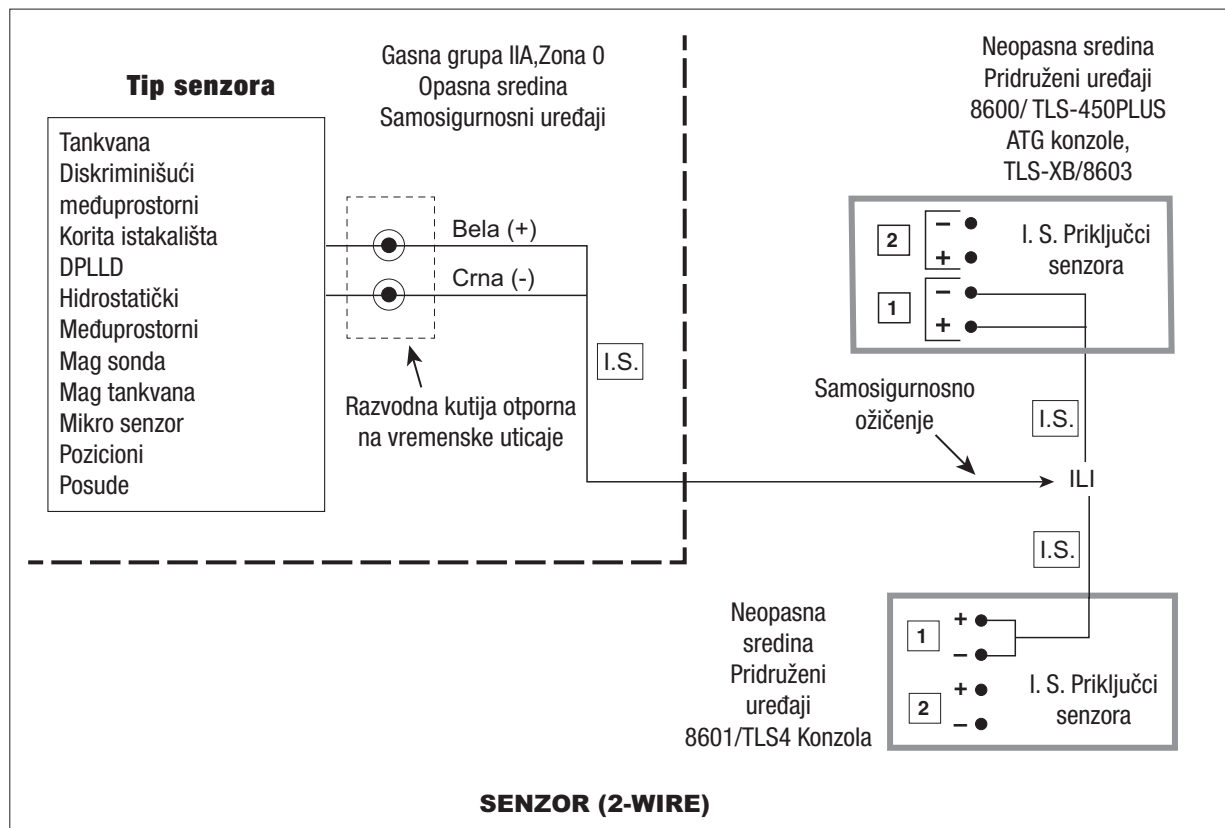 Tip senzora
Tankvana
Diskriminišući
međuprostorni
Korita istakališta
DPLLD
Hidrostatički
Međuprostorni
Mag sonda
Mag tankvana
Mikro senzor
Pozicioni
Posude
Gasna grupa IIA,Zona 0
Opasna sredina
Samosigurnosni uređaji
Bela (+)
Crna (-)
I.S.
Razvodna kutija otporna
na vremenske uticaje
Neopasna sredina
Pridruženi uređaji
8600/ TLS-450PLUS
ATG konzole,
TLS-XB/8603
2
–
+
1
–
+
I. S. Priključci
senzora
Samosigurnosno
ožičenje
I.S.
ILI
I.S.
Neopasna
sredina
Pridruženi
uređaji
8601/TLS4 Konzola
1
+
–
2
+
–
I. S. Priključci
senzora
SENZOR (2-WIRE)